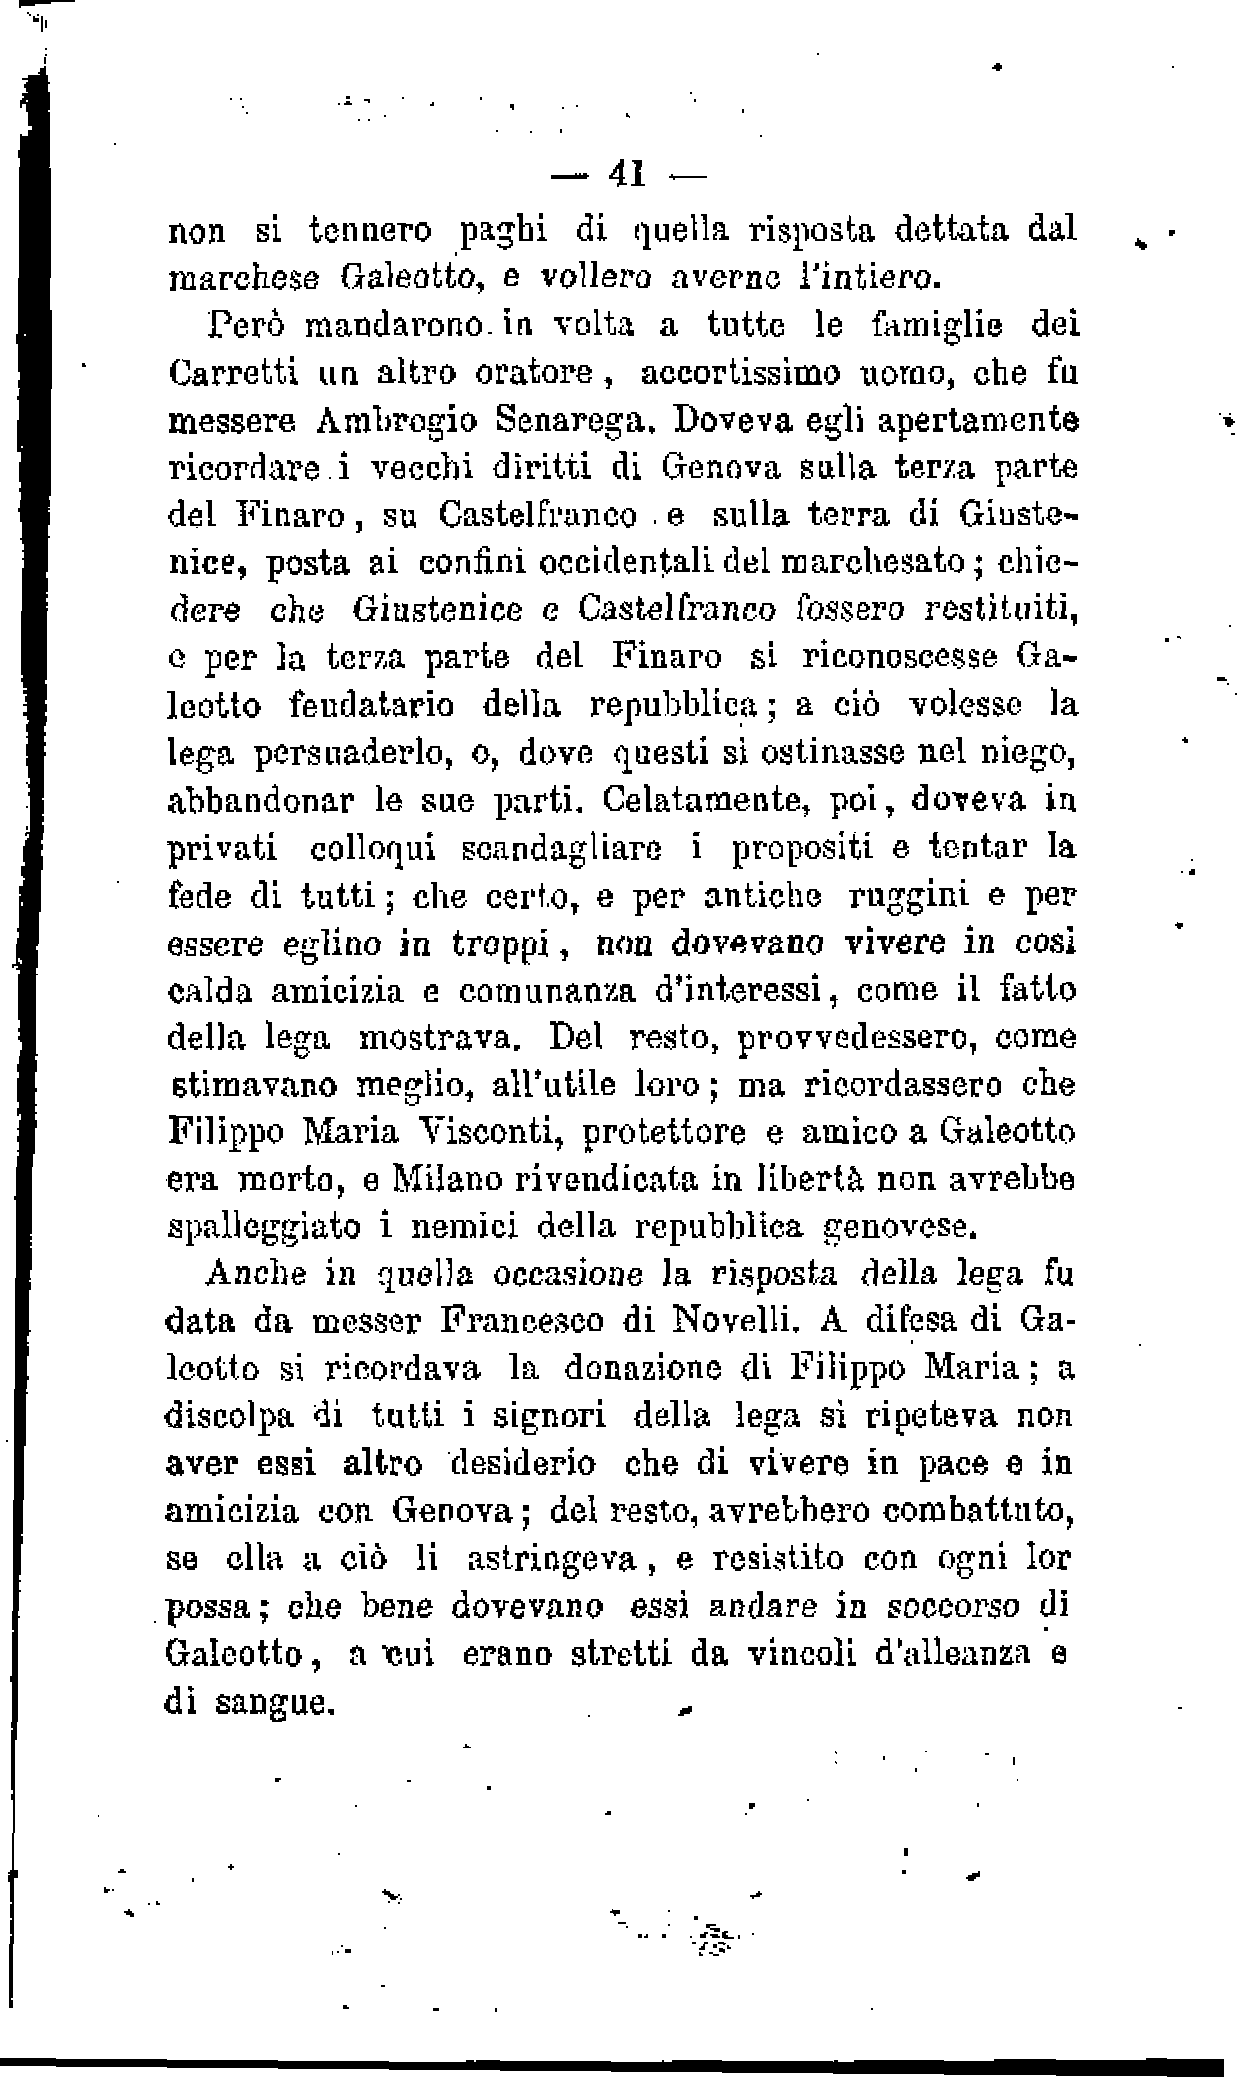 — 41 —
non si tennero paghi di quella risposta dettata dal
marchese Galeotto, e vollero averne l'intiero.
Però mandarono in volta a tutte le famiglie dei
Carretti un altro oratore, accortissimo uomo, che fu
messere Ambrogio Senarega. Doveva egli apertamente
ricordare i vecchi diritti di Genova sulla terza parte
del Finaro, su Castelfranco e sulla terra di Giuste-
nice, posta ai confini occidentali del marchesato; chie-
dere che Giustenice e Castelfranco fossero restituiti,
e per la terza parte del Finaro si riconoscesse Ga-
leotto feudatario della repubblica; a ciò volesse la
lega persuaderlo, o, dove questi si ostinasse nel niego,
abbandonar le sue parti. Celatamente, poi, doveva in
privati colloqui scandagliare i propositi e tentar la
fede di tutti; che certo, e per antiche ruggini e per
essere eglino in troppi, non dovevano vivere in così
calda amicizia e comunanza d'interessi, come il fatto
della lega mostrava. Del resto, provvedessero, come
stimavano meglio, all'utile loro; ma ricordassero che
Filippo Maria Visconti, protettore e amico a Galeotto
era morto, e Milano rivendicata in libertà non avrebbe
spalleggiato i nemici della repubblica genovese.
Anche in quella occasione la risposta della lega fu
data da messer Francesco di Novelli. A difesa di Ga-
leotto si ricordava la donazione di Filippo Maria; a
discolpa di tutti i signori della lega si ripeteva non
aver essi altro desiderio che di vivere in pace e in
amicizia con Genova; del resto, avrebbero combattuto,
se ella a ciò li astringeva, e resistito con ogni lor
possa; che bene dovevano essi andare in soccorso di
Galeotto, a cui erano stretti da vincoli d'alleanza e
di sangue.